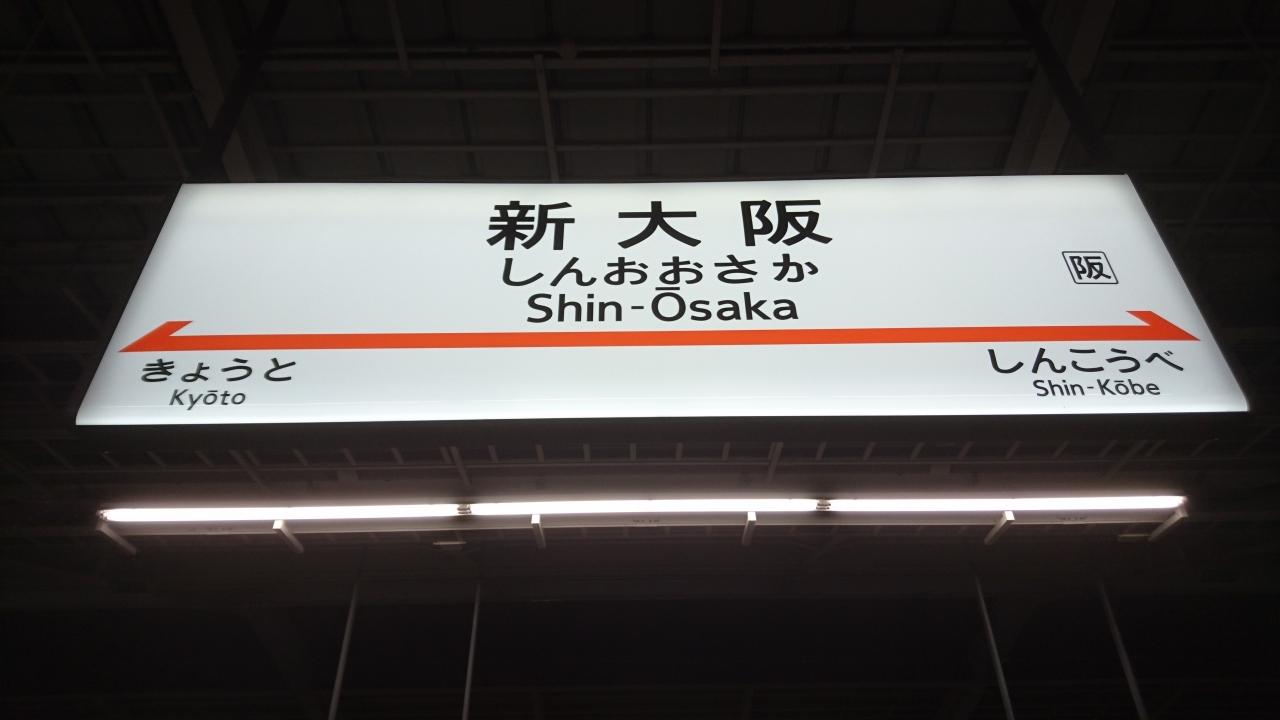 新大阪
しんおおさか
Shin-Ōsaka
阪
きょうと
Kyōto
しんこうべ
Shin-Kōbe